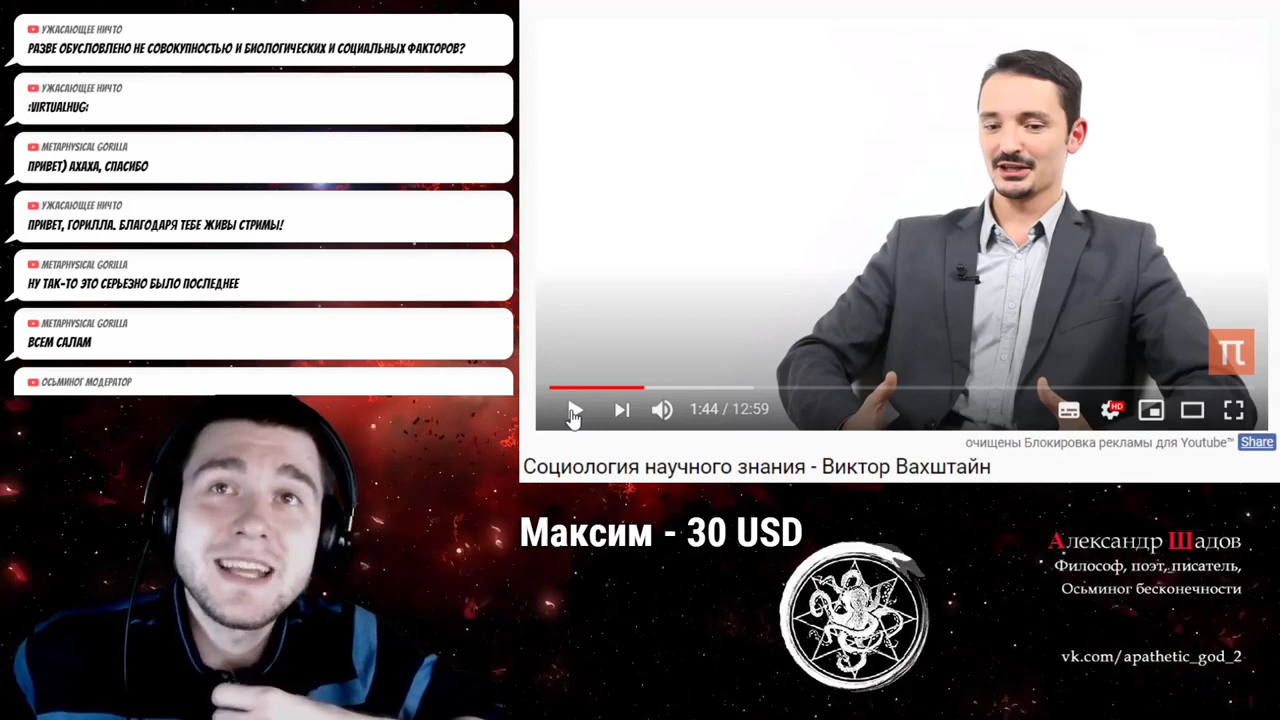 УЖАСАЮЩЕЕ НИЧТО
РАЗВЕ ОБУСЛОВЛЕНО НЕ СОВОКУПНОСТЬЮ И БИОЛОГИЧЕСКИХ И СОЦИАЛЬНЫХ ФАКТОРОВ?
УЖАСАЮЩЕЕ НИЧТО
:VIRTUALHUG:
METAPHYSICAL GORILLA
ПРИВЕТ) АХАХА, СПАСИБО
УЖАСАЮЩЕЕ НИЧТО
ПРИВЕТ, ГОРИЛЛА. БЛАГОДАРЯ ТЕБЕ ЖИВЫ СТРИМЫ!
METAPHYSICAL GORILLA
НУ ТАК-ТО ЭТО СЕРЬЕЗНО БЫЛО ПОСЛЕДНЕЕ
METAPHYSICAL GORILLA
ВСЕМ САЛАМ
ОСЬМИНОГ МОДЕРАТОР
π
1:44 / 12:59
HD
очищены Блокировка рекламы для Youtube™ Share
Социология научного знания - Виктор Вахштайн
Максим - 30 USD
Александр Шадов
Философ, поэт, писатель,
Осьминог бесконечности
vk.com/apathetic_god_2